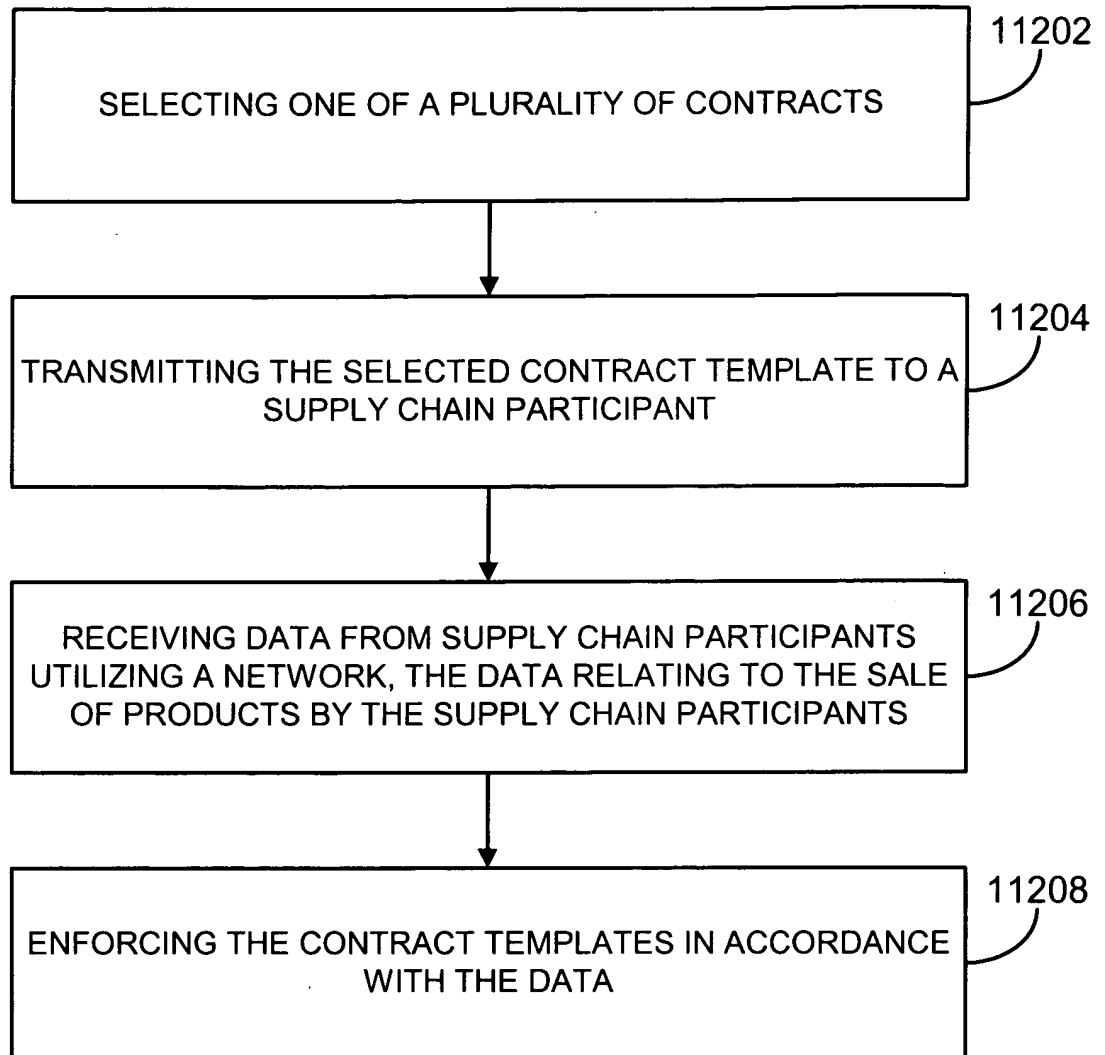 11202
SELECTING ONE OF A PLURALITY OF CONTRACTS
11204
TRANSMITTING THE SELECTED CONTRACT TEMPLATE TO A
SUPPLY CHAIN PARTICIPANT
11206
RECEIVING DATA FROM SUPPLY CHAIN PARTICIPANTS
UTILIZING A NETWORK, THE DATA RELATING TO THE SALE
OF PRODUCTS BY THE SUPPLY CHAIN PARTICIPANTS
11208
ENFORCING THE CONTRACT TEMPLATES IN ACCORDANCE
WITH THE DATA